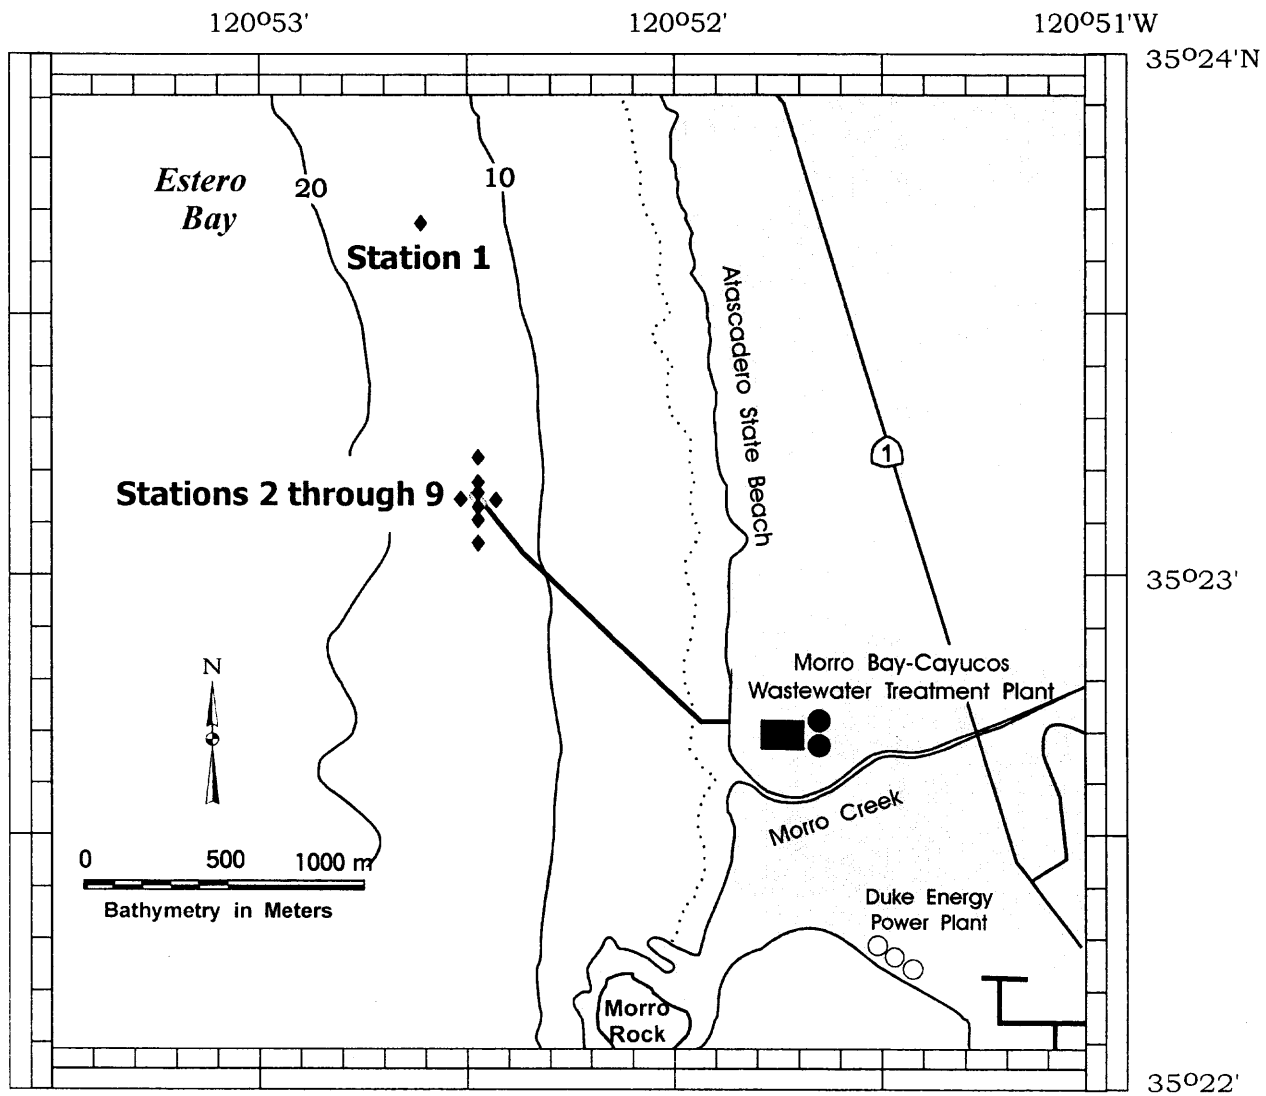 120°53'
120°52'
120°51'W
35°24'N
Estero
Bay
20
10
Station 1
Atascadero State Beach
1
Stations 2 through 9
35°23'
N
Morro Bay-Cayucos
Wastewater Treatment Plant
Morro Creek
0 500 1000 m
Bathymetry in Meters
Duke Energy
Power Plant
Morro
Rock
35°22'